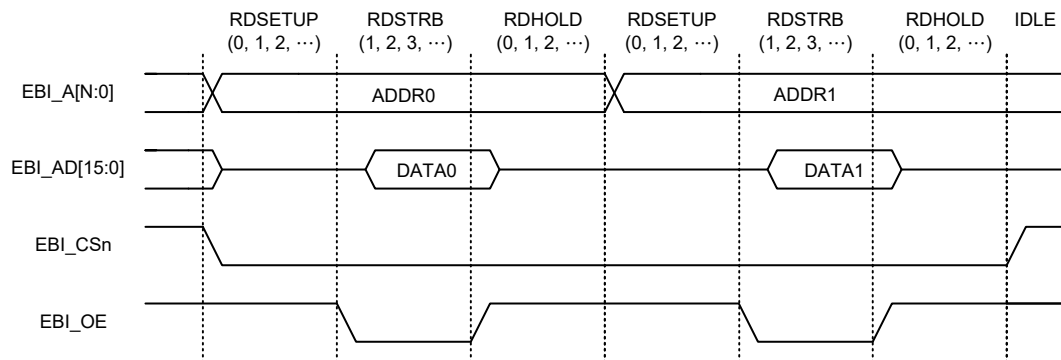 RDSETUP RDSTRB RDHOLD RDSETUP RDSTRB RDHOLD IDLE
(0, 1, 2, ⋯) (1, 2, 3, ⋯) (0, 1, 2, ⋯) (0, 1, 2, ⋯) (1, 2, 3, ⋯) (0, 1, 2, ⋯)
EBI_A[N:0] ADDR0 ADDR1
EBI_AD[15:0] DATA0 DATA1
EBI_CSn
EBI_OE